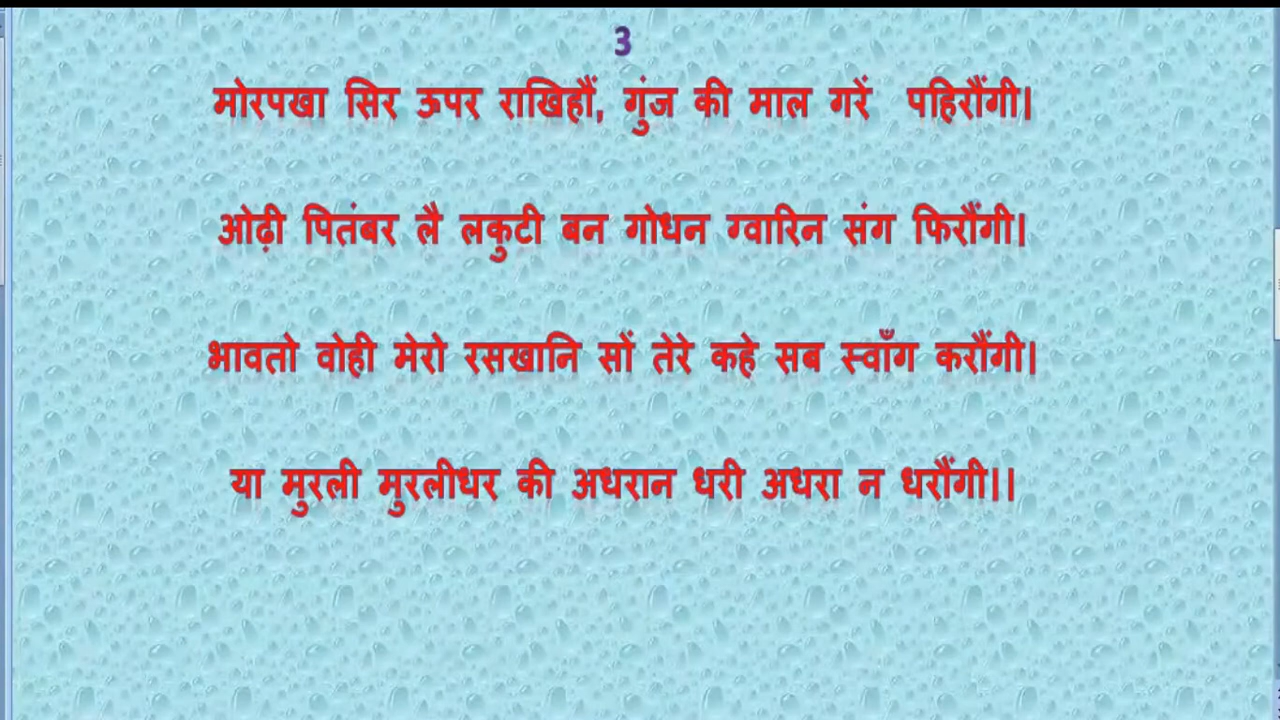 3
मोरपखा सिर ऊपर राखिहौं, गुंज की माल गरें पहिरौंगी।
ओढ़ी पितंबर लै लकुटी बन गोधन ग्वारिन संग फिरौंगी।
भावतो वोही मेरो रसखानि सों तेरे कहे सब स्वाँग करौंगी।
या मुरली मुरलीधर की अधरान धरी अधरा न धरौंगी।।